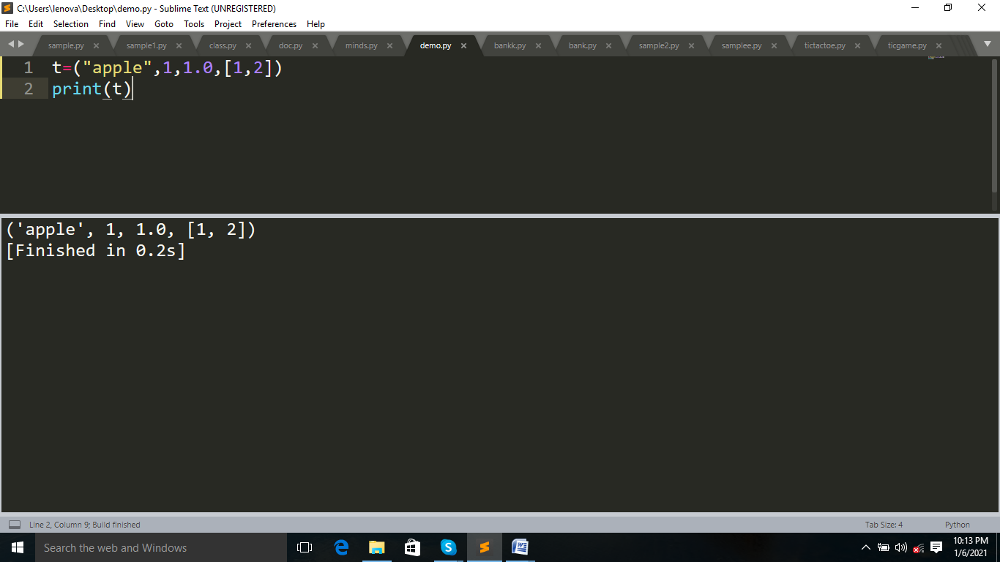 C:\Users\lenova\Desktop\demo.py - Sublime Text (UNREGISTERED)
File Edit Selection Find View Goto Tools Project Preferences Help
sample.py sample1.py class.py doc.py minds.py demo.py bankk.py bank.py sample2.py samplee.py tictactoe.py ticgame.py
1 t=("apple",1,1.0,[1,2])
2 print(t)
('apple', 1, 1.0, [1, 2])
[Finished in 0.2s]
Line 2, Column 9; Build finished Tab Size: 4 Python
Search the web and Windows
10:13 PM
1/6/2021